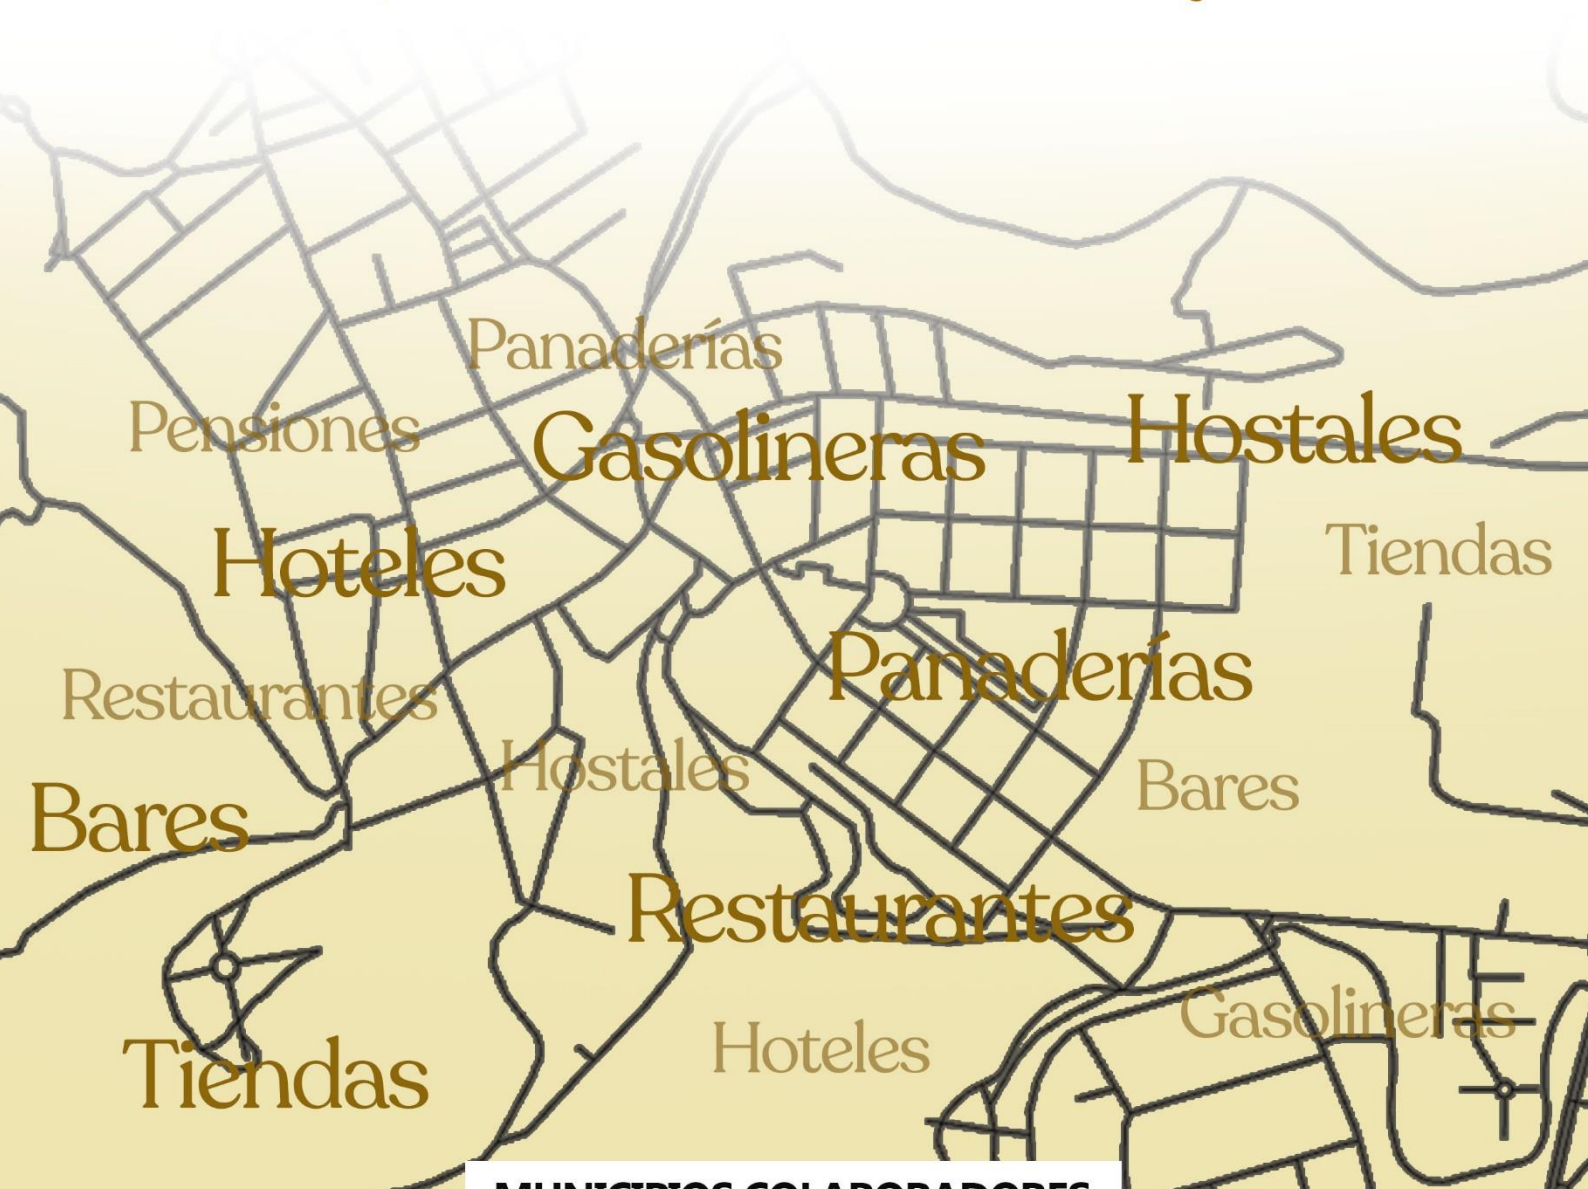 Panaderías
Pensiones
Gasolineras
Hostales
Hoteles
Tiendas
Panaderías
Restaurantes
Hostales
Bares
Bares
Restaurantes
Gasolineras
Hoteles
Tiendas
MUNICIPIOS COLABORADORES